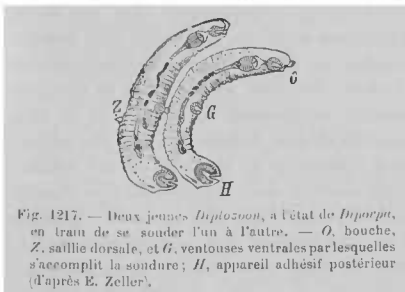 Z
G
O
H
Fig. 1217. — Deux jeunes Diplozoon, a l'état de Diporpa,
en train de se souder l'un à l'autre. — O, bouche,
Z, saillie dorsale, et G, ventouses ventrales par lesquelles
s'accomplit la soudure; H, appareil adhésif postérieur
(d'après E. Zeller).